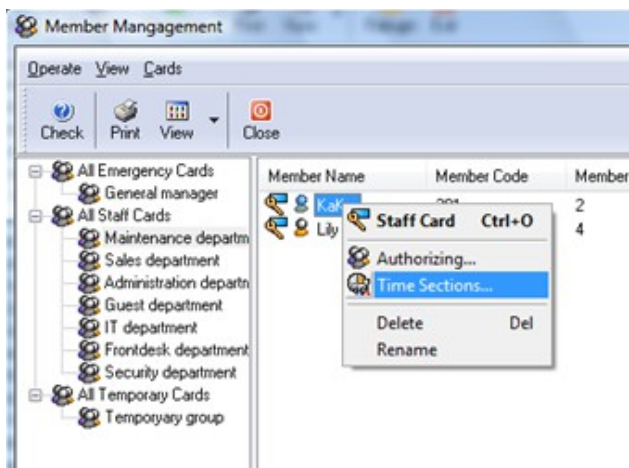 Member Mangagement
Operate View Cards
Check Print View Close
All Emergency Cards
General manager
All Staff Cards
Maintenance departm
Sales department
Administration departn
Guest department
IT department
Frontdesk department
Security department
All Temporary Cards
Temporyary group
Member Name Member Code Member
KaK 2
Lily 4
Staff Card Ctrl+O
Authorizing...
Time Sections...
Delete Del
Rename